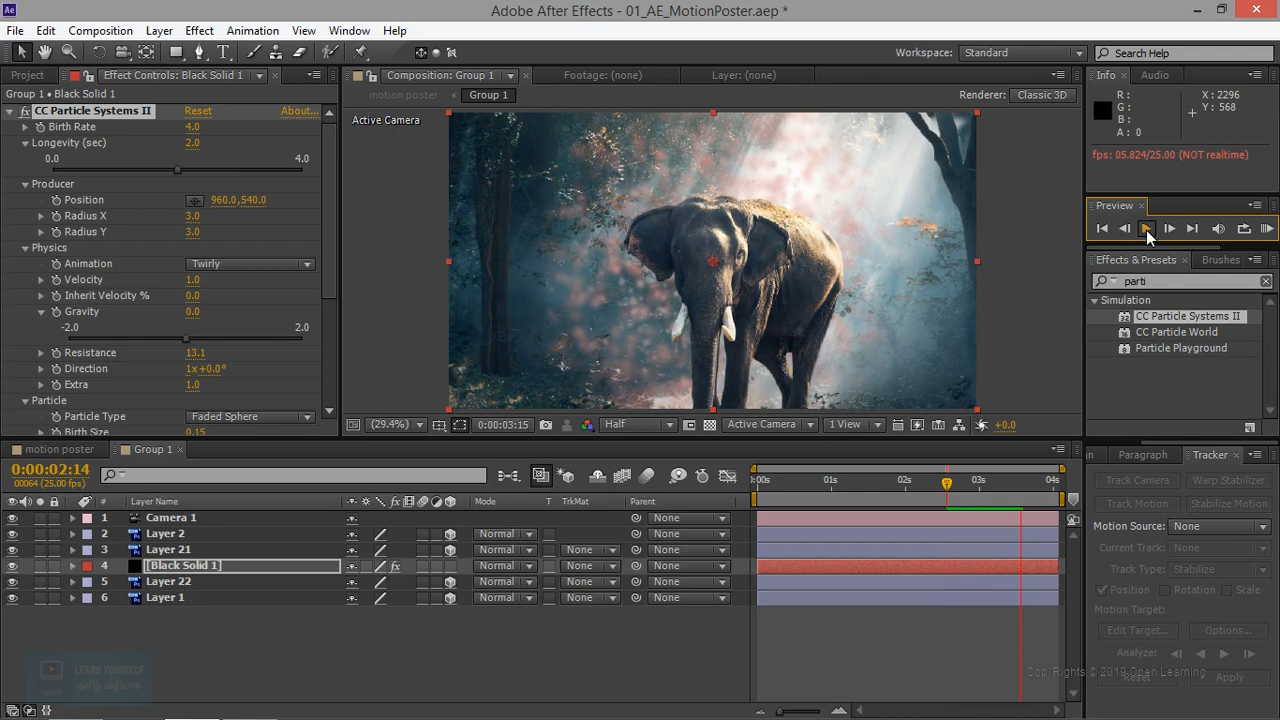 Ae Adobe After Effects - 01_AE_MotionPoster.aep *
File Edit Composition Layer Effect Animation View Window Help
Workspace: Standard Search Help
Project Effect Controls: Black Solid 1
Composition: Group 1 Footage: (none) Layer: (none)
Info Audio
Group 1 • Black Solid 1
motion poster Group 1 Renderer: Classic 3D
fx CC Particle Systems II Reset About...
Active Camera
R: X: 2296
G: Y: 568
B:
A: 0
fps: 05.824/25.00 (NOT realtime)
Birth Rate 4.0
Longevity (sec) 2.0
0.0 4.0
Producer
Position 960.0,540.0
Radius X 3.0
Radius Y 3.0
Physics
Animation Twirly
Velocity 1.0
Inherit Velocity % 0.0
Gravity 0.0
-2.0 2.0
Resistance 13.1
Direction 1x+0.0°
Extra 1.0
Particle
Particle Type Faded Sphere
Birth Size 0.15
Preview
Effects & Presets Brushes
parti
Simulation
CC Particle Systems II
CC Particle World
Particle Playground
(29.4%) 0:00:03:15 Half Active Camera 1 View +0.0
motion poster Group 1
0:00:02:14
00064 (25.00 fps)
# Layer Name fx Mode T TrkMat Parent
:00s 01s 02s 03s 04s
1 Camera 1 None
2 Layer 2 Normal None
3 Layer 21 Normal None None
4 [Black Solid 1] fx Normal None None
5 Layer 22 Normal None None
6 Layer 1 Normal None None
Paragraph Tracker
Track Camera Warp Stabilizer
Track Motion Stabilize Motion
Motion Source: None
Current Track: None
Track Type: Stabilize
Position Rotation Scale
Motion Target:
Edit Target... Options...
Analyze:
Reset Apply
LEARN YOURSELF
Cop Rights © 2019 Open Learning